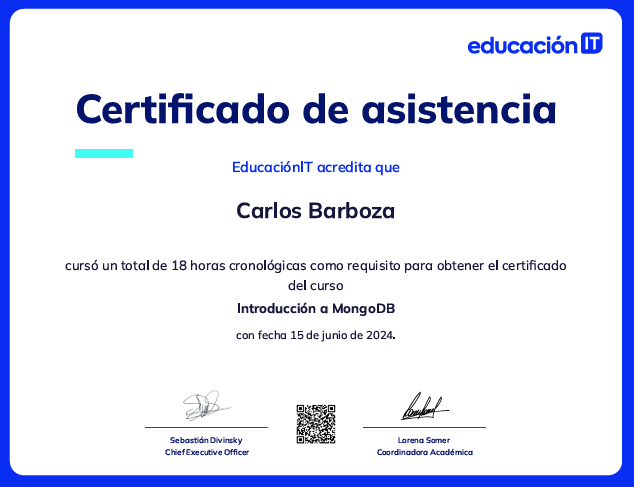 educación IT
Certificado de asistencia
EducaciónIT acredita que
Carlos Barboza
cursó un total de 18 horas cronológicas como requisito para obtener el certificado
del curso
Introducción a MongoDB
con fecha 15 de junio de 2024.
Sebastián Divinsky
Chief Executive Officer
Lorena Somer
Coordinadora Académica